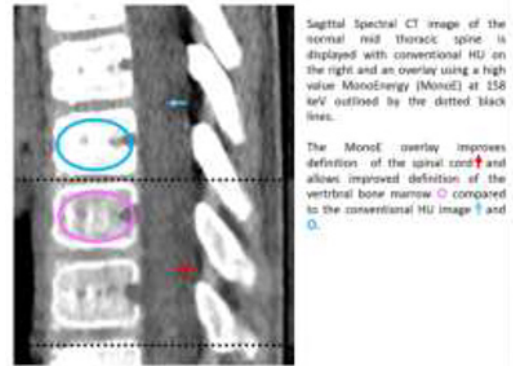 Sagittal Spectral CT image of the
normal mid thoracic spine is
displayed with conventional HU on
the right and an overlay using a high
value MonoEnergy (MonoE) at 158
keV outlined by the dotted black
lines.
The MonoE overlay improves
definition of the spinal cord and
allows improved definition of the
vertrbral bone marrow compared
to the conventional HU image and